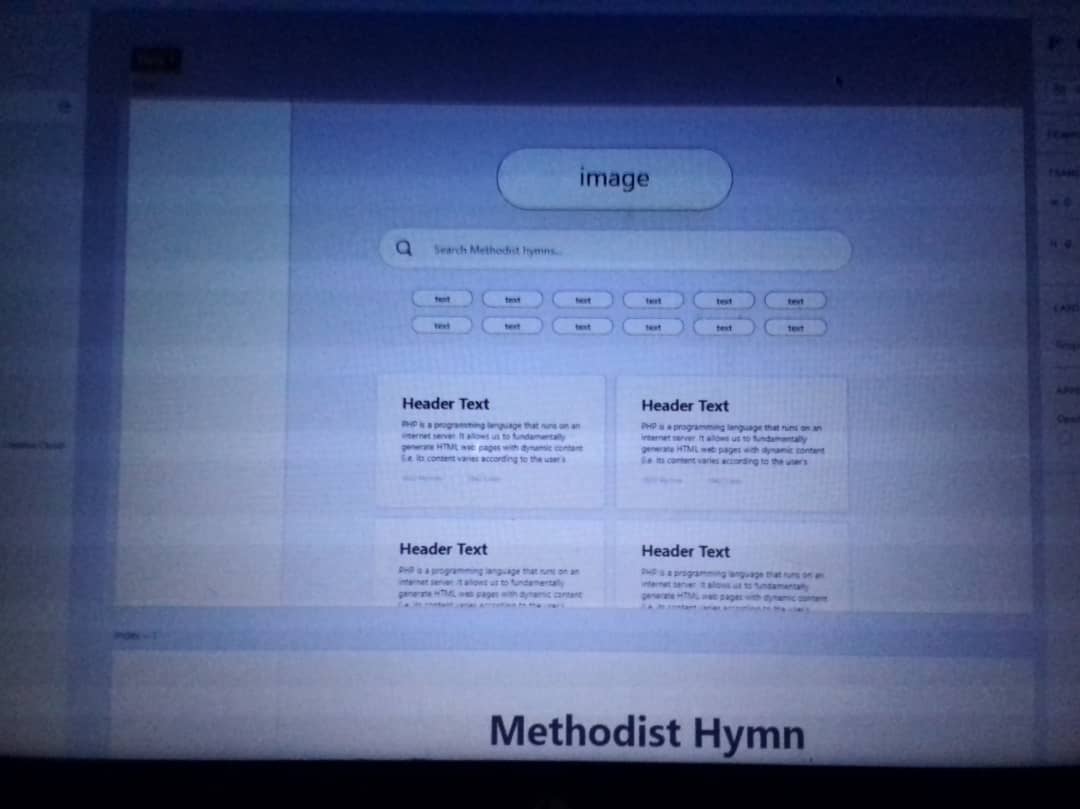 image
Search Methodist hymns...
text text text text text text
text text text text text text
Header Text
PHP is a programming language that runs on an
internet server. It allows us to fundamentally
generate HTML web pages with dynamic content
(i.e. its content varies according to the user's
Header Text
PHP is a programming language that runs on an
internet server. It allows us to fundamentally
generate HTML web pages with dynamic content
(i.e. its content varies according to the user's
Header Text
PHP is a programming language that runs on an
internet server. It allows us to fundamentally
generate HTML web pages with dynamic content
(i.e. its content varies according to the user's
Header Text
PHP is a programming language that runs on an
internet server. It allows us to fundamentally
generate HTML web pages with dynamic content
(i.e. its content varies according to the user's
Index – 1
Methodist Hymn